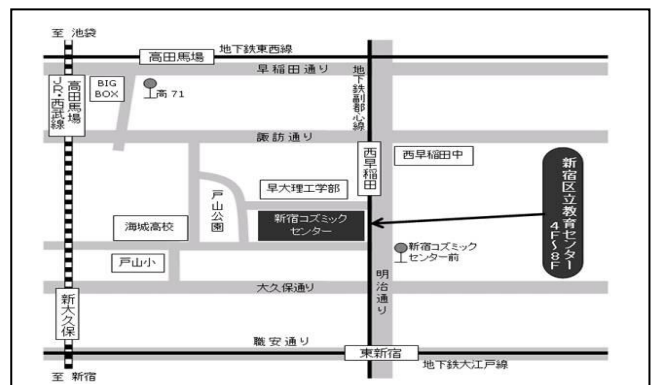 至 池袋
地下鉄東西線
高田馬場
早稲田通り
高田馬場
JR・西武線
BIG
BOX
高 71
地下鉄副都心線
諏訪通り
西早稲田
西早稲田中
新宿区立教育センター
4F~8F
早大理工学部
戸山公園
海城高校
新宿コズミック
センター
新宿コズミック
センター前
戸山小
大久保通り
明治通り
新大久保
職安通り
東新宿
地下鉄大江戸線
至 新宿